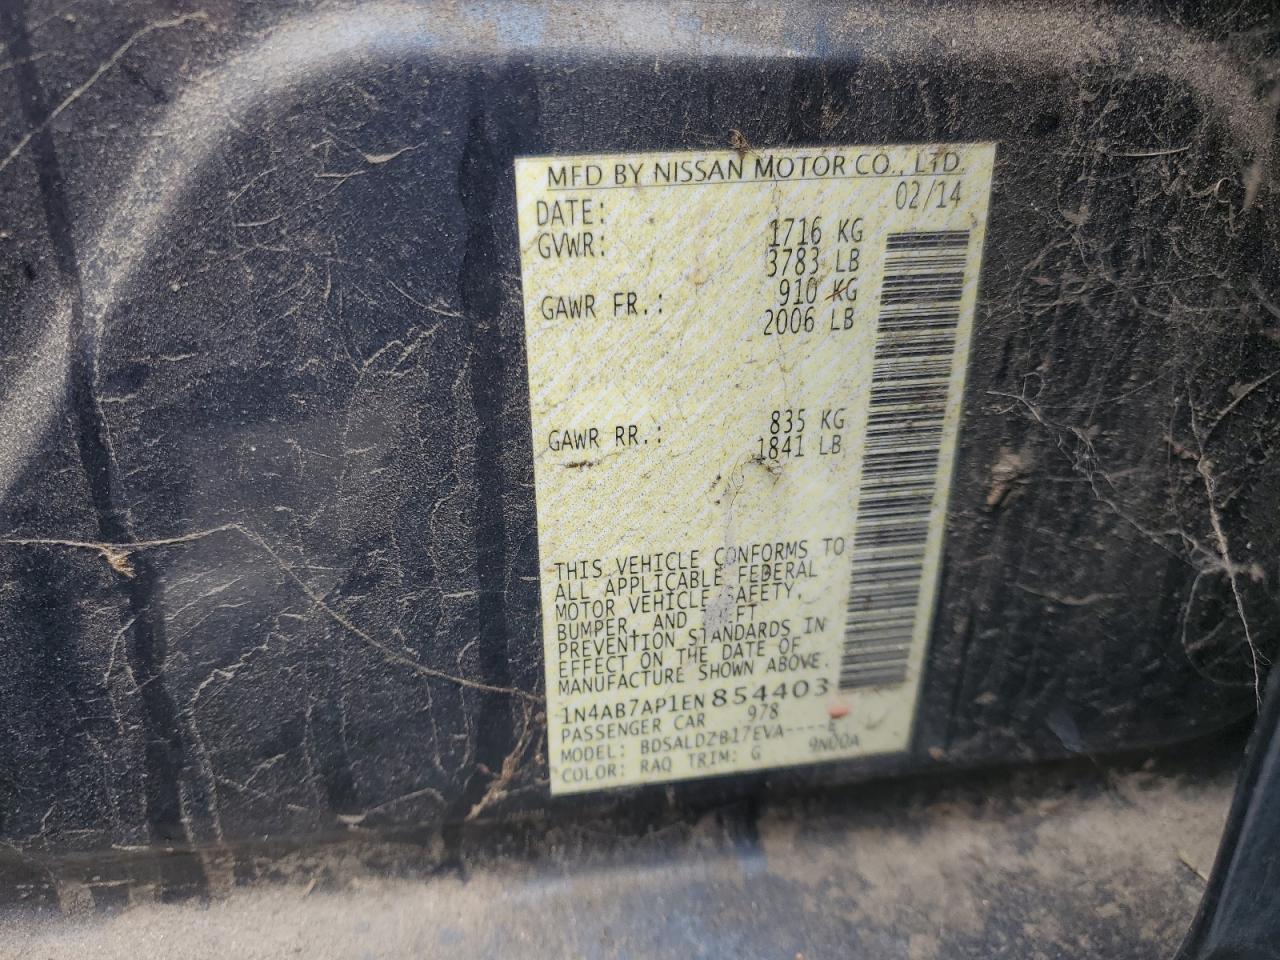 MFD BY NISSAN MOTOR CO., LTD.
DATE: 02/14
GVWR: 1716 KG
3783 LB
GAWR FR.: 910 KG
2006 LB
GAWR RR.: 835 KG
1841 LB
THIS VEHICLE CONFORMS TO
ALL APPLICABLE FEDERAL
MOTOR VEHICLE SAFETY,
BUMPER, AND THEFT
PREVENTION STANDARDS IN
EFFECT ON THE DATE OF
MANUFACTURE SHOWN ABOVE.
1N4AB7AP1EN854403
PASSENGER CAR 978
MODEL: BDSALDZB17EVA----E
COLOR: RAQ TRIM: G 9N00A